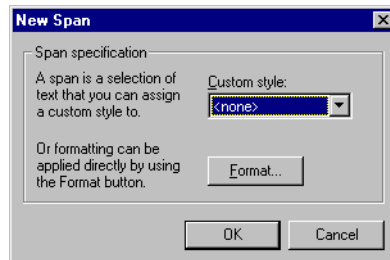 New Span
Span specification
A span is a selection of
text that you can assign
a custom style to.
Custom style:
<none>
Or formatting can be
applied directly by using
the Format button.
Format...
OK
Cancel